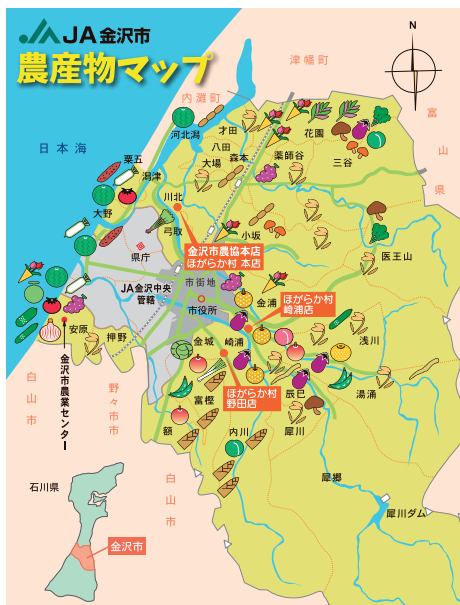 JA金沢市
農産物マップ
N
津幡町
内灘町
富山県
日本海
河北潟
才田
八田
大場
森本
花園
薬師谷
三谷
粟五
潟津
大野
川北
弓取
小坂
医王山
県庁
金沢市農協本店
ほがらか村 本店
JA金沢中央
管轄
市街地
市役所
金浦
ほがらか村
崎浦店
安原
押野
金城
崎浦
浅川
金沢市農業センター
白山市
野々市市
ほがらか村
野田店
富樫
辰巳
湯涌
額
内川
犀川
白山市
石川県
金沢市
犀郷
犀川ダム